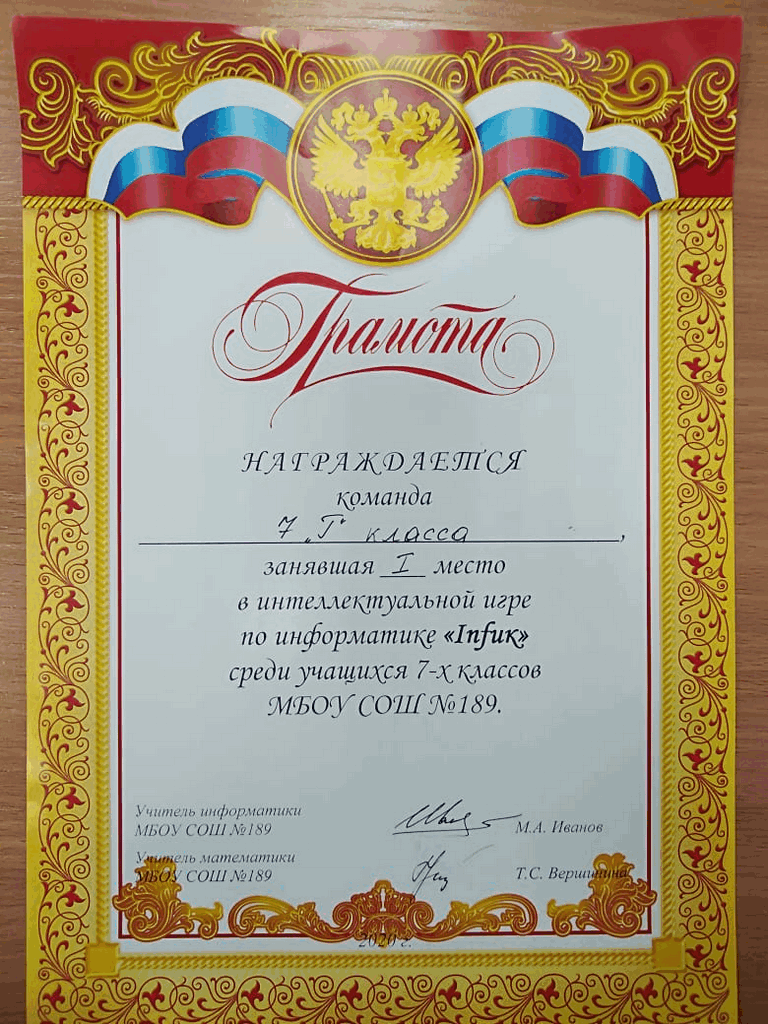 Грамота
НАГРАЖДАЕТСЯ
команда
7 „Г" класса,
занявшая I место
в интеллектуальной игре
по информатике «Infик»
среди учащихся 7-х классов
МБОУ СОШ №189.
Учитель информатики
МБОУ СОШ №189 М.А. Иванов
Учитель математики
МБОУ СОШ №189 Т.С. Вершинина
2020 г.